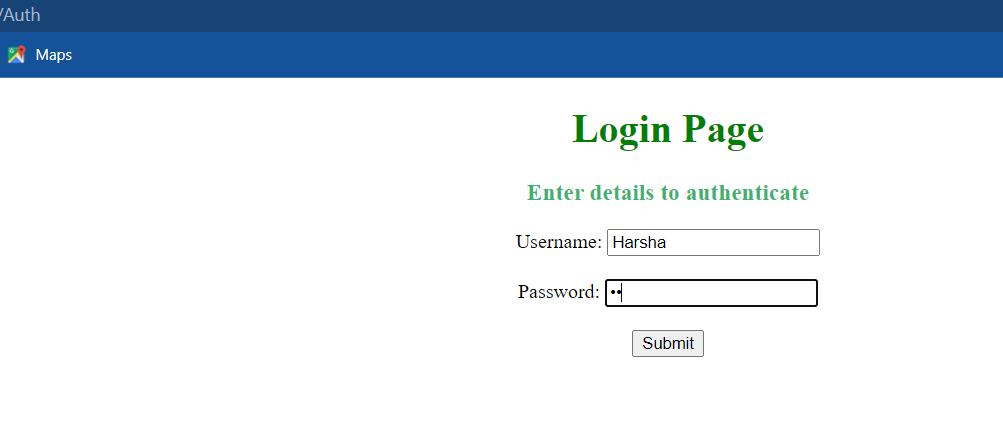 /Auth
Maps
Login Page
Enter details to authenticate
Username: Harsha
Password: ••
Submit